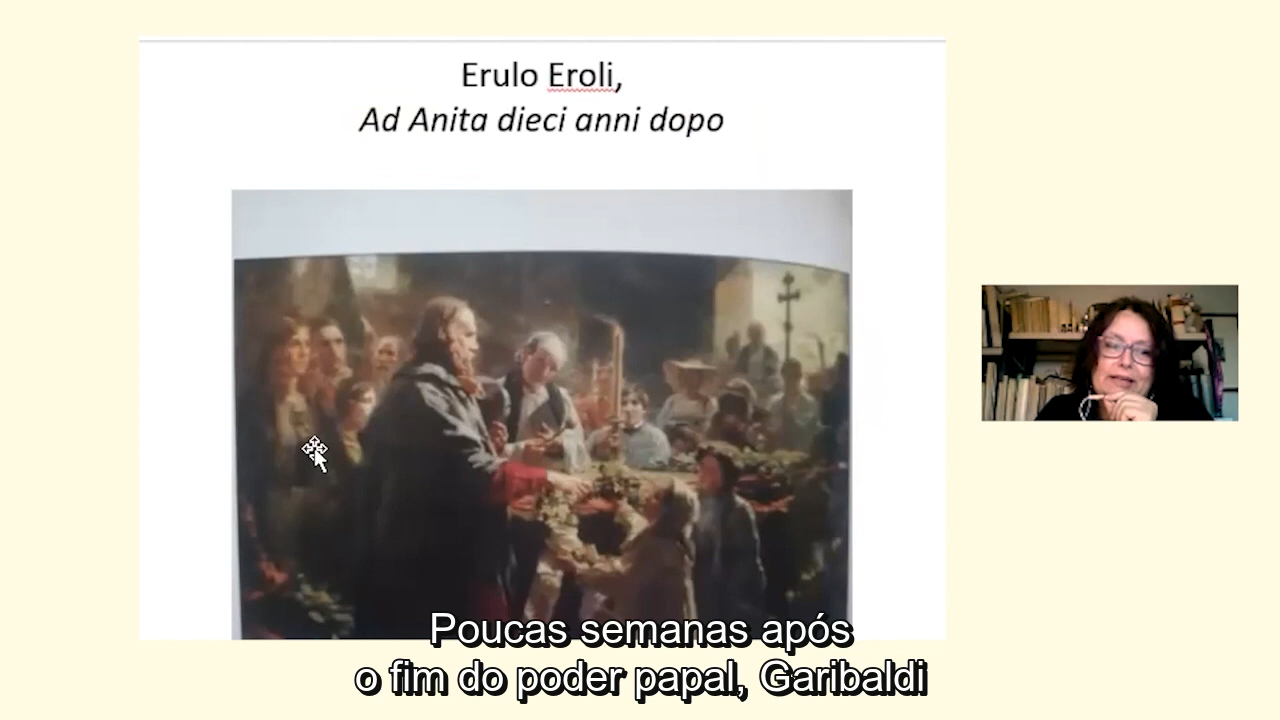 Erulo Eroli,
Ad Anita dieci anni dopo
Poucas semanas após
o fim do poder papal, Garibaldi